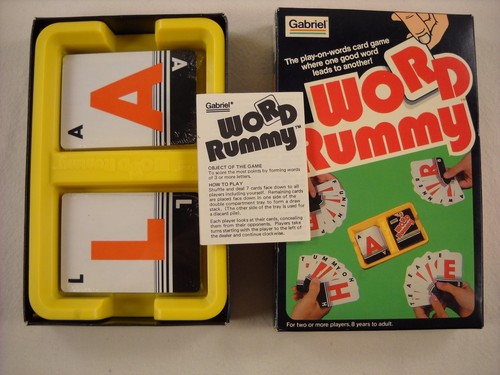 A
A
A
L
L
L
Gabriel®
WORD
Rummy™
OBJECT OF THE GAME
To score the most points by forming words
of 3 or more letters.
HOW TO PLAY
Shuffle and deal 7 cards face down to all
players including yourself. Remaining cards
are placed face down in one side of the
double compartment tray to form a draw
stack. (The other side of the tray is used for
a discard pile).
Each player looks at their cards, concealing
them from their opponents. Players take
turns starting with the player to the left of
the dealer and continue clockwise.
Gabriel
The play-on-words card game
where one good word
leads to another!
WORD
Rummy
R
A
H
E
For two or more players. 8 years to adult.